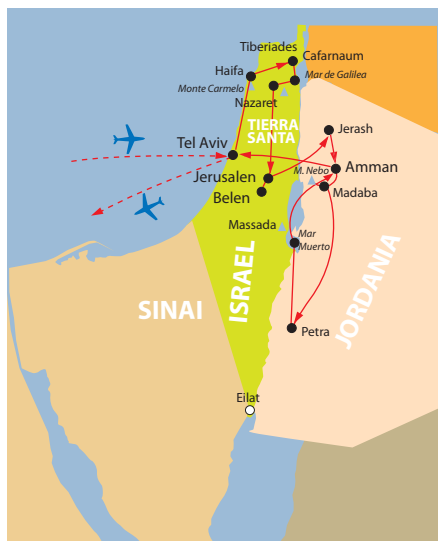 Tiberiades
Cafarnaum
Haifa
Mar de Galilea
Monte Carmelo
Nazaret
TIERRA
SANTA
Jerash
Tel Aviv
Amman
M. Nebo
Jerusalen
Belen
Madaba
Massada
Mar
Muerto
ISRAEL
JORDANIA
SINAI
Petra
Eilat